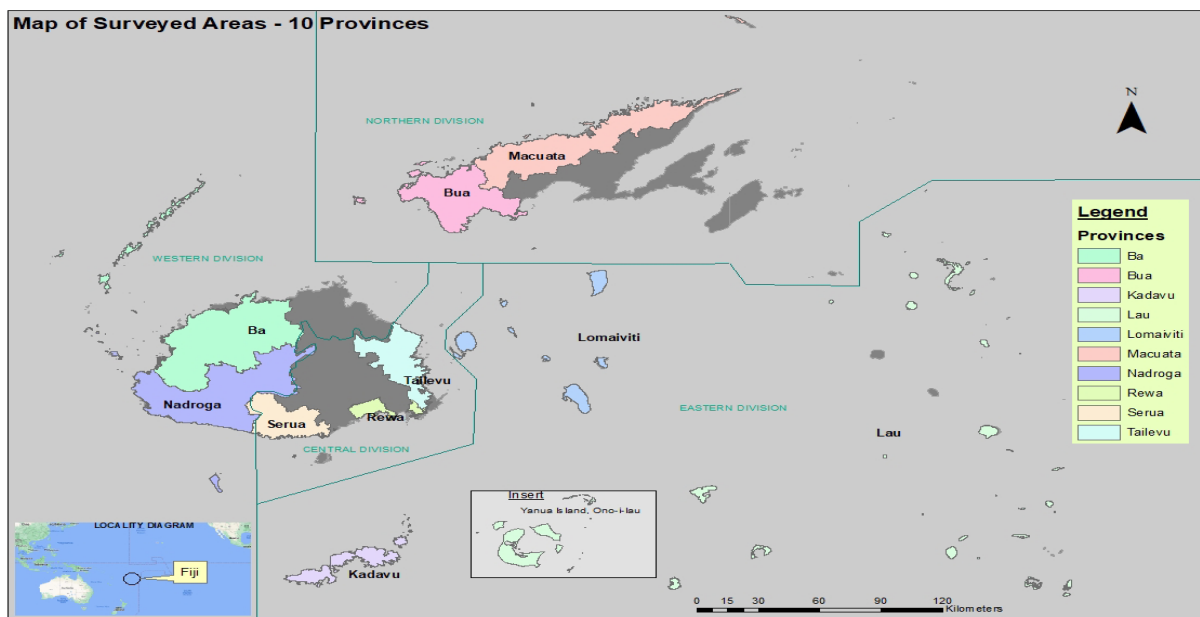 Map of Surveyed Areas - 10 Provinces
N
NORTHERN DIVISION
Macuata
Bua
WESTERN DIVISION
Legend
Provinces
Ba
Bua
Kadavu
Lau
Lomaiviti
Macuata
Nadroga
Rewa
Serua
Tailevu
Ba
Lomaiviti
Tailevu
Nadroga
Rewa
Serua
EASTERN DIVISION
Lau
CENTRAL DIVISION
Insert
Yanua Island, Ono-i-lau
LOCALITY DIAGRAM
Fiji
Kadavu
0 15 30 60 90 120
Kilometers